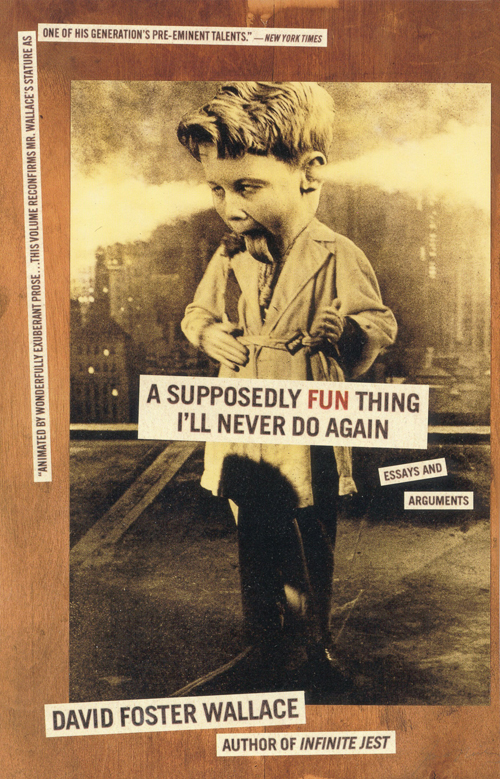 "ANIMATED BY WONDERFULLY EXUBERANT PROSE...THIS VOLUME RECONFIRMS MR. WALLACE'S STATURE AS
ONE OF HIS GENERATION'S PRE-EMINENT TALENTS." —NEW YORK TIMES
A SUPPOSEDLY FUN THING
I'LL NEVER DO AGAIN
ESSAYS AND
ARGUMENTS
DAVID FOSTER WALLACE
AUTHOR OF INFINITE JEST